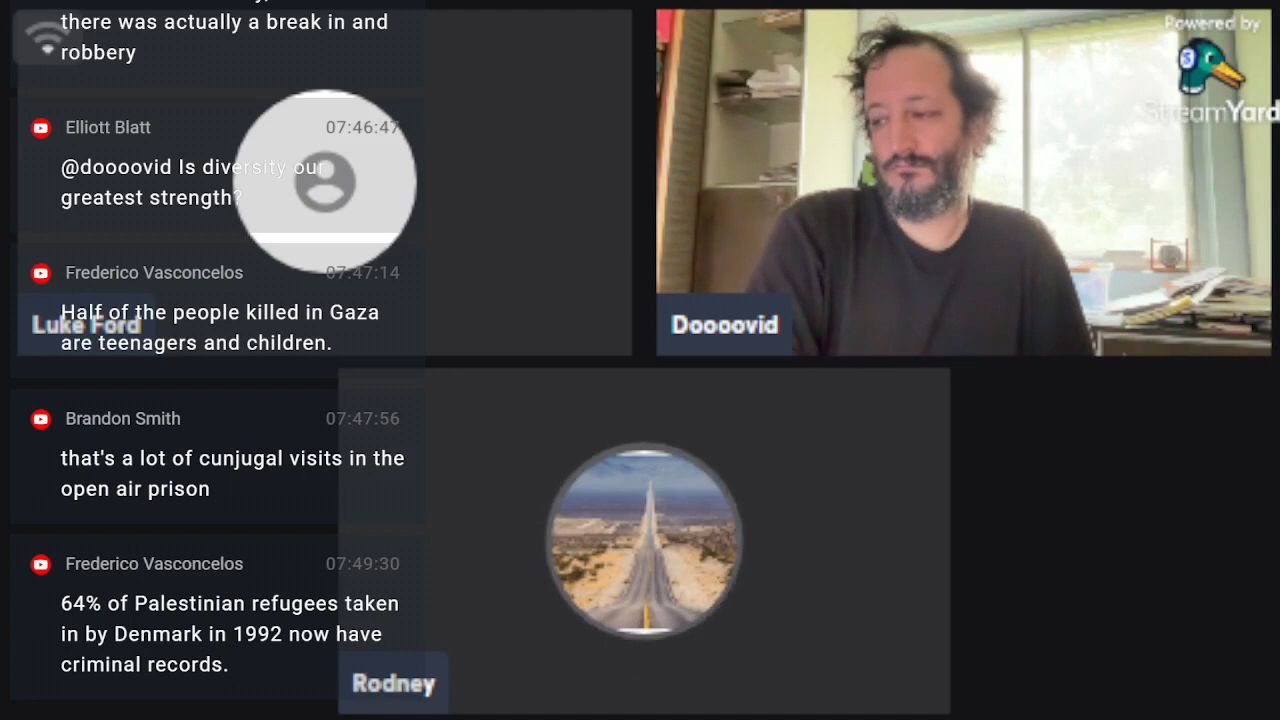 there was actually a break in and
robbery
Elliott Blatt 07:46:47
@doooovid Is diversity our
greatest strength?
Frederico Vasconcelos 07:47:14
Half of the people killed in Gaza
are teenagers and children.
Luke Ford
Brandon Smith 07:47:56
that's a lot of cunjugal visits in the
open air prison
Frederico Vasconcelos 07:49:30
64% of Palestinian refugees taken
in by Denmark in 1992 now have
criminal records.
Powered by
StreamYard
Doooovid
Rodney